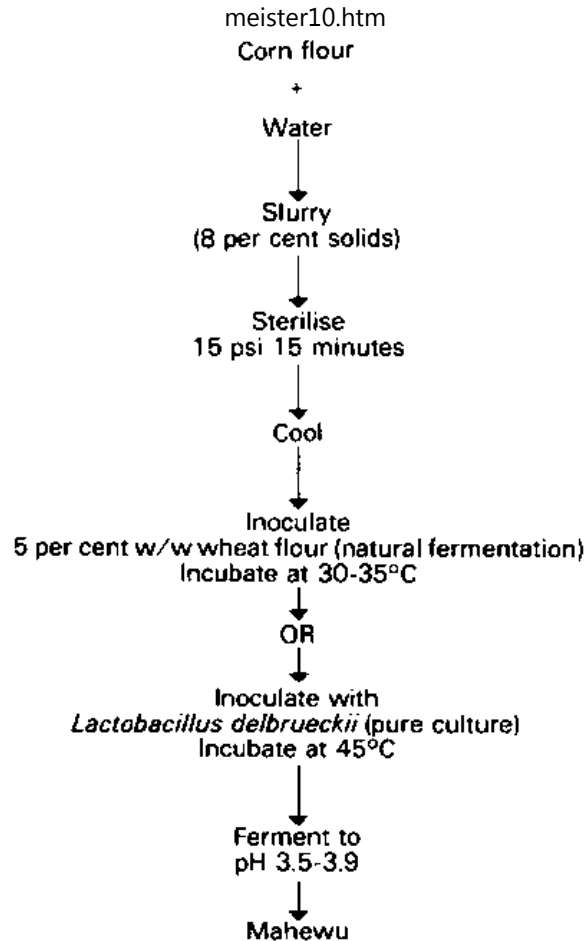 meister10.htm
Corn flour
+
Water
Slurry
(8 per cent solids)
Sterilise
15 psi 15 minutes
Cool
Inoculate
5 per cent w/w wheat flour (natural fermentation)
Incubate at 30-35°C
OR
Inoculate with
Lactobacillus delbrueckii (pure culture)
Incubate at 45°C
Ferment to
pH 3.5-3.9
Mahewu